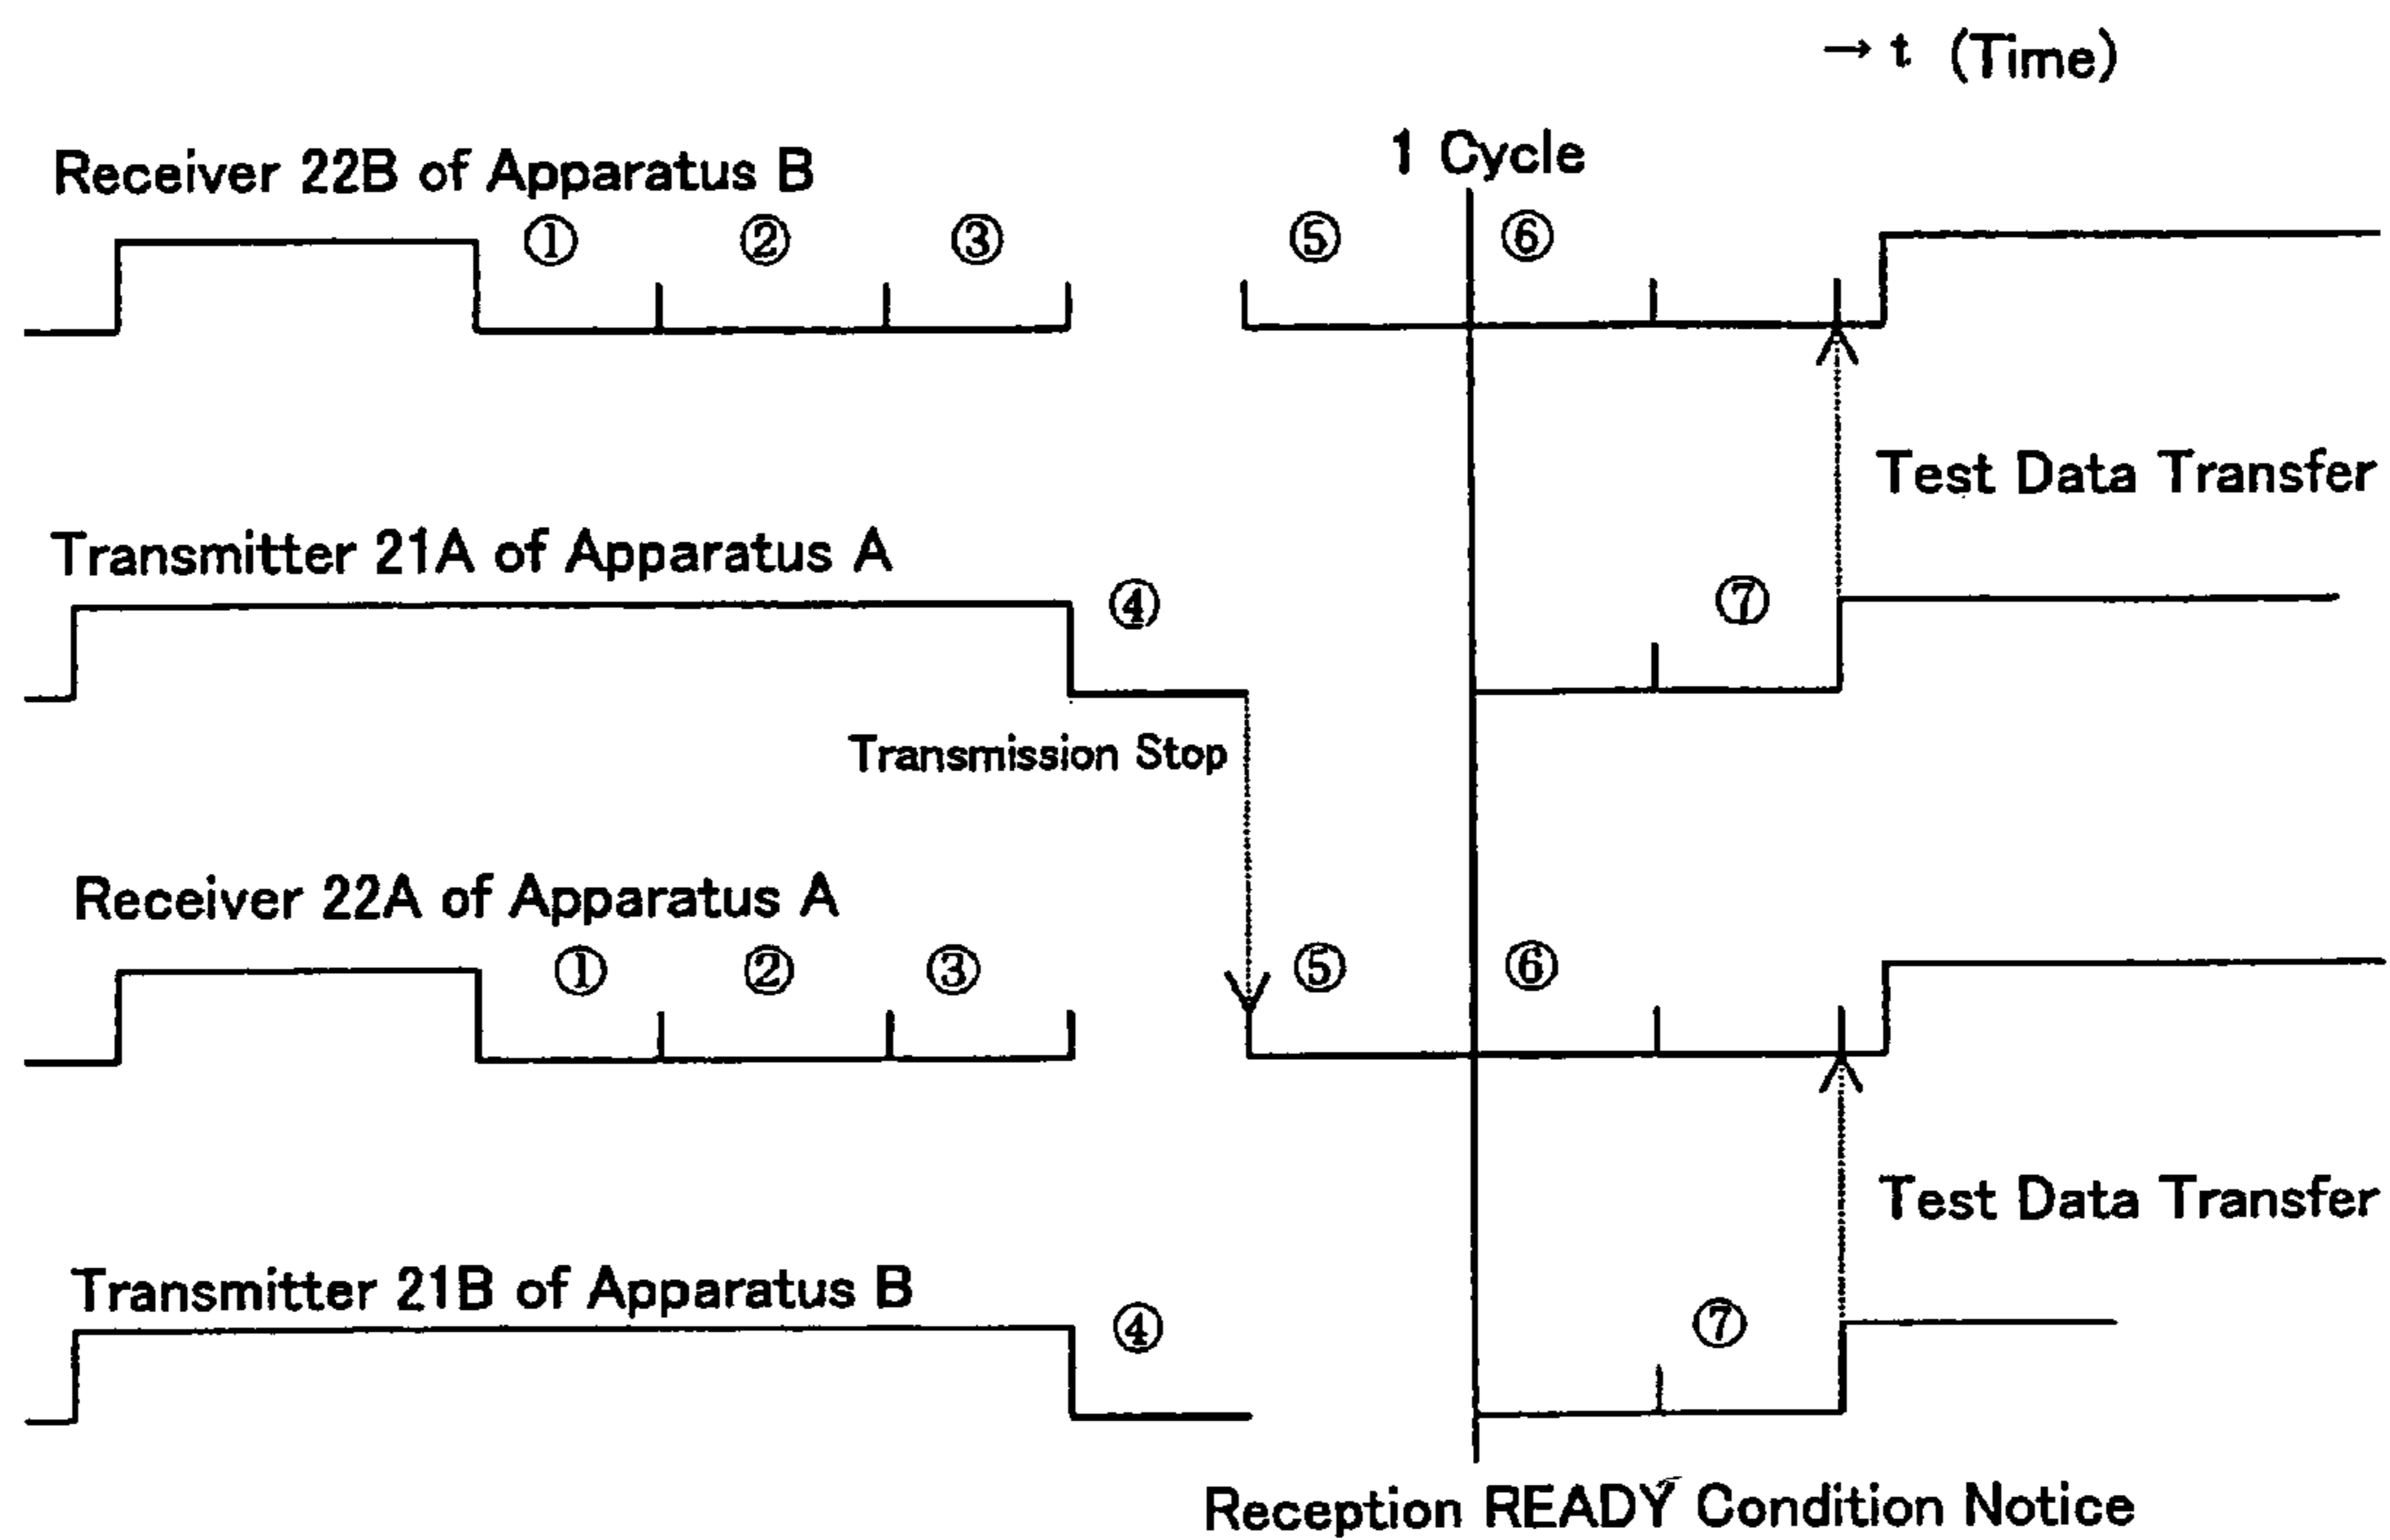 → t (Time)
1 Cycle
Receiver 22B of Apparatus B
① ② ③ ⑤ ⑥
Test Data Transfer
Transmitter 21A of Apparatus A
④ ⑦
Transmission Stop
Receiver 22A of Apparatus A
① ② ③ ⑤ ⑥
Test Data Transfer
Transmitter 21B of Apparatus B
④ ⑦
Reception READY Condition Notice